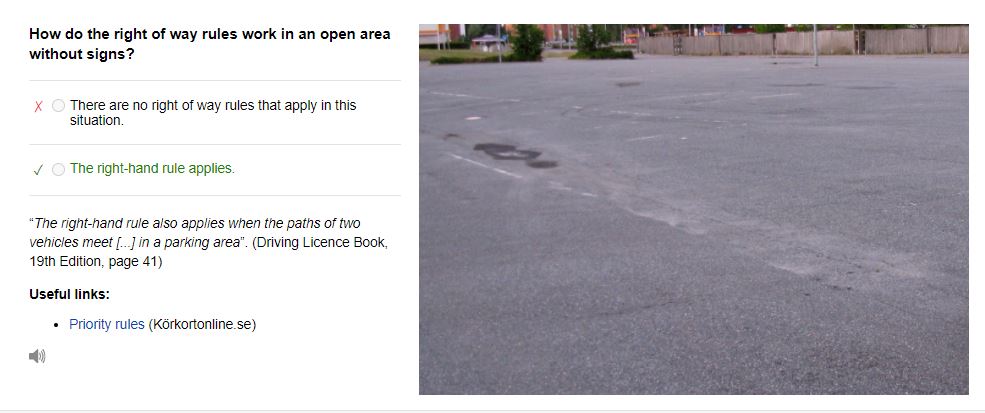 How do the right of way rules work in an open area
without signs?
There are no right of way rules that apply in this
situation.
The right-hand rule applies.
“The right-hand rule also applies when the paths of two
vehicles meet [...] in a parking area”. (Driving Licence Book,
19th Edition, page 41)
Useful links:
• Priority rules (Körkortonline.se)